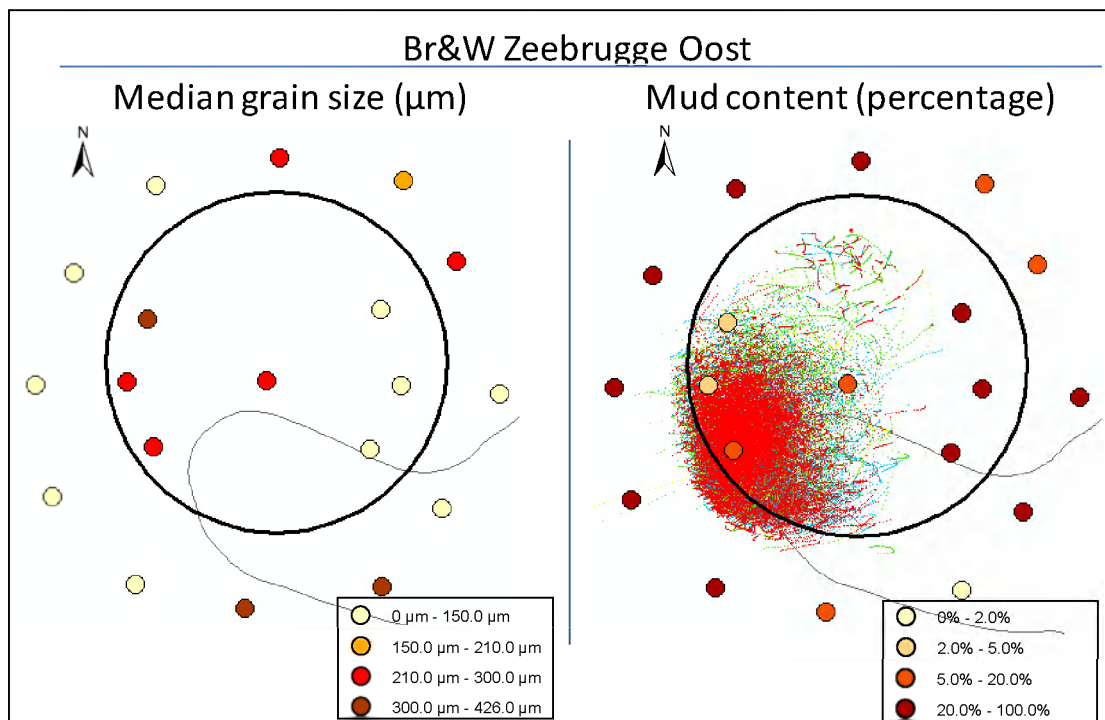 Br&W Zeebrugge Oost
Median grain size (µm)
Mud content (percentage)
N
N
0 µm - 150.0 µm
150.0 µm - 210.0 µm
210.0 µm - 300.0 µm
300.0 µm - 426.0 µm
0% - 2.0%
2.0% - 5.0%
5.0% - 20.0%
20.0% - 100.0%